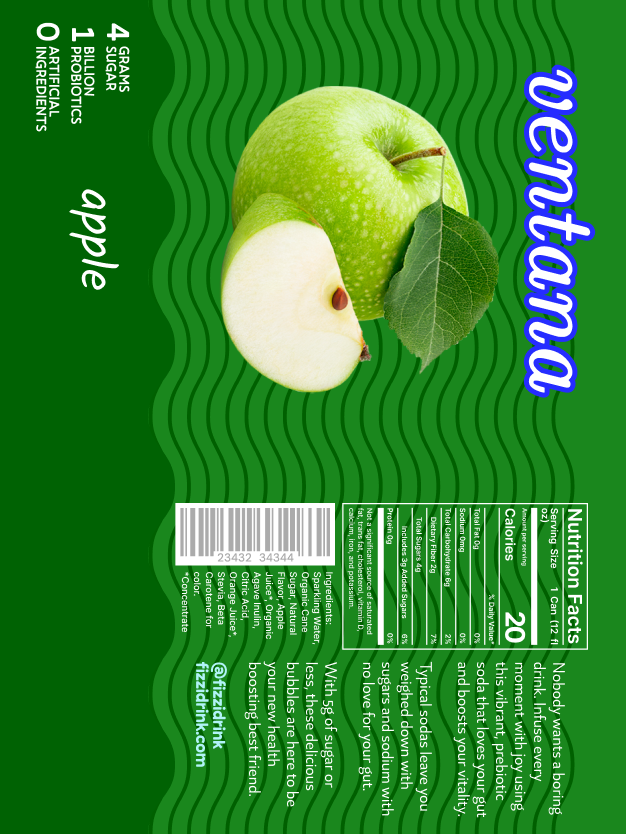 ventana
apple
4 GRAMS
SUGAR
1 BILLION
PROBIOTICS
0 ARTIFICIAL
INGREDIENTS
Nutrition Facts
Serving Size 1 Can (12 fl
oz)
Amount per serving
Calories 20
% Daily Value*
Total Fat 0g 0%
Sodium 0mg 0%
Total Carbohydrate 6g 2%
Dietary Fiber 2g 7%
Total Sugars 4g
Includes 3g Added Sugars 6%
Protein 0g 0%
Not a significant source of saturated
fat, trans fat, cholesterol, vitamin D,
calcium, iron, and potassium.
23432 34344
Ingredients:
Sparkling Water,
Organic Cane
Sugar, Natural
Flavor, Apple
Juice*, Organic
Agave Inulin,
Citric Acid,
Orange Juice*,
Stevia, Beta
Carotene for
color.
*Concentrate
Nobody wants a boring
drink. Infuse every
moment with joy using
this vibrant, prebiotic
soda that loves your gut
and boosts your vitality.
Typical sodas leave you
weighed down with
sugars and sodium with
no love for your gut.
With 5g of sugar or
less, these delicious
bubbles are here to be
your new health
boosting best friend.
@fizzidrink
fizzidrink.com